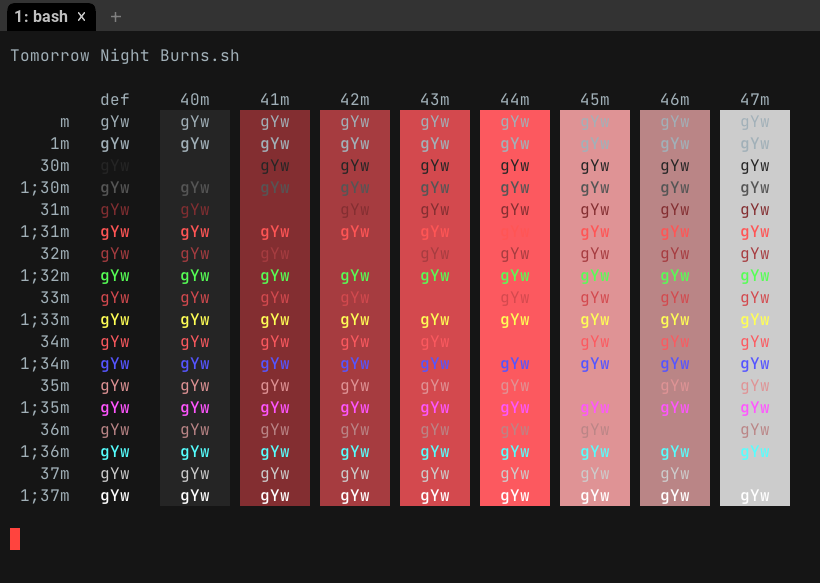 1: bash × +
Tomorrow Night Burns.sh
def 40m 41m 42m 43m 44m 45m 46m 47m
m gYw gYw gYw gYw gYw gYw gYw gYw gYw
1m gYw gYw gYw gYw gYw gYw gYw gYw gYw
30m gYw gYw gYw gYw gYw gYw gYw gYw
1;30m gYw gYw gYw gYw gYw gYw gYw gYw gYw
31m gYw gYw gYw gYw gYw gYw gYw gYw
1;31m gYw gYw gYw gYw gYw gYw gYw gYw
32m gYw gYw gYw gYw gYw gYw gYw gYw
1;32m gYw gYw gYw gYw gYw gYw gYw gYw gYw
33m gYw gYw gYw gYw gYw gYw gYw gYw
1;33m gYw gYw gYw gYw gYw gYw gYw gYw gYw
34m gYw gYw gYw gYw gYw gYw gYw gYw
1;34m gYw gYw gYw gYw gYw gYw gYw gYw gYw
35m gYw gYw gYw gYw gYw gYw gYw gYw
1;35m gYw gYw gYw gYw gYw gYw gYw gYw gYw
36m gYw gYw gYw gYw gYw gYw gYw gYw
1;36m gYw gYw gYw gYw gYw gYw gYw gYw gYw
37m gYw gYw gYw gYw gYw gYw gYw gYw
1;37m gYw gYw gYw gYw gYw gYw gYw gYw gYw